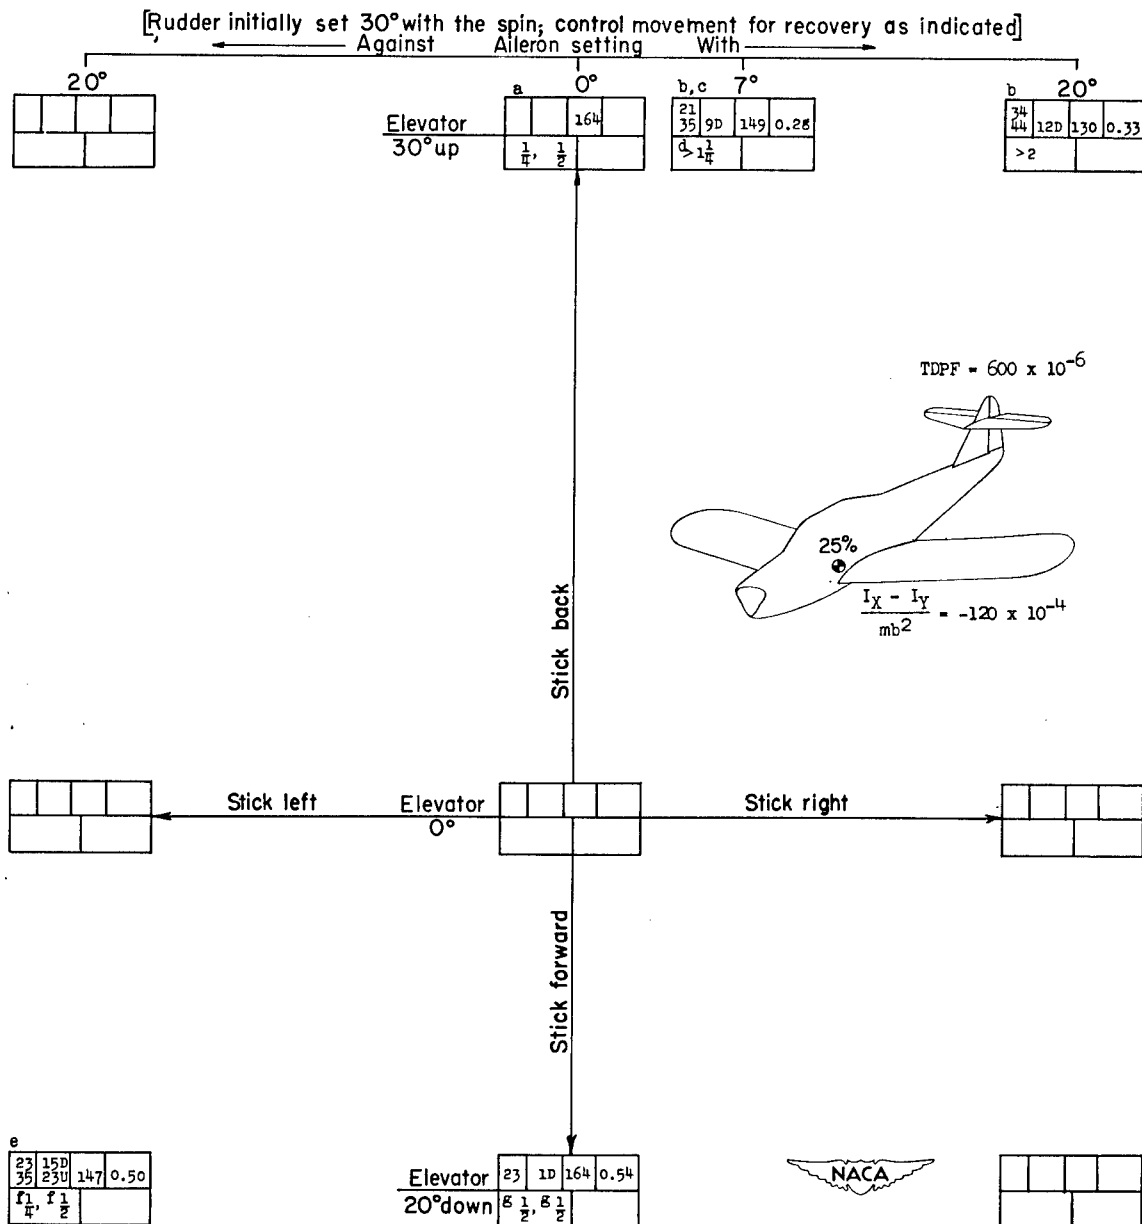 [Rudder initially set 30° with the spin; control movement for recovery as indicated]
Against Aileron setting With
20° 0° 7° 20°
a b, c b
164
1/4, 1/2
Elevator
30° up
21
35 9D 149 0.28
d >1 1/4
34
44 12D 130 0.33
>2
TDPF = 600 x 10^-6
25%
I_X - I_Y
mb^2 = -120 x 10^-4
Stick back
Stick left
Elevator
0°
Stick right
Stick forward
e
23 15D
35 23U 147 0.50
f 1/4, f 1/2
Elevator
20° down
23 1D 164 0.54
g 1/2, g 1/2
NACA